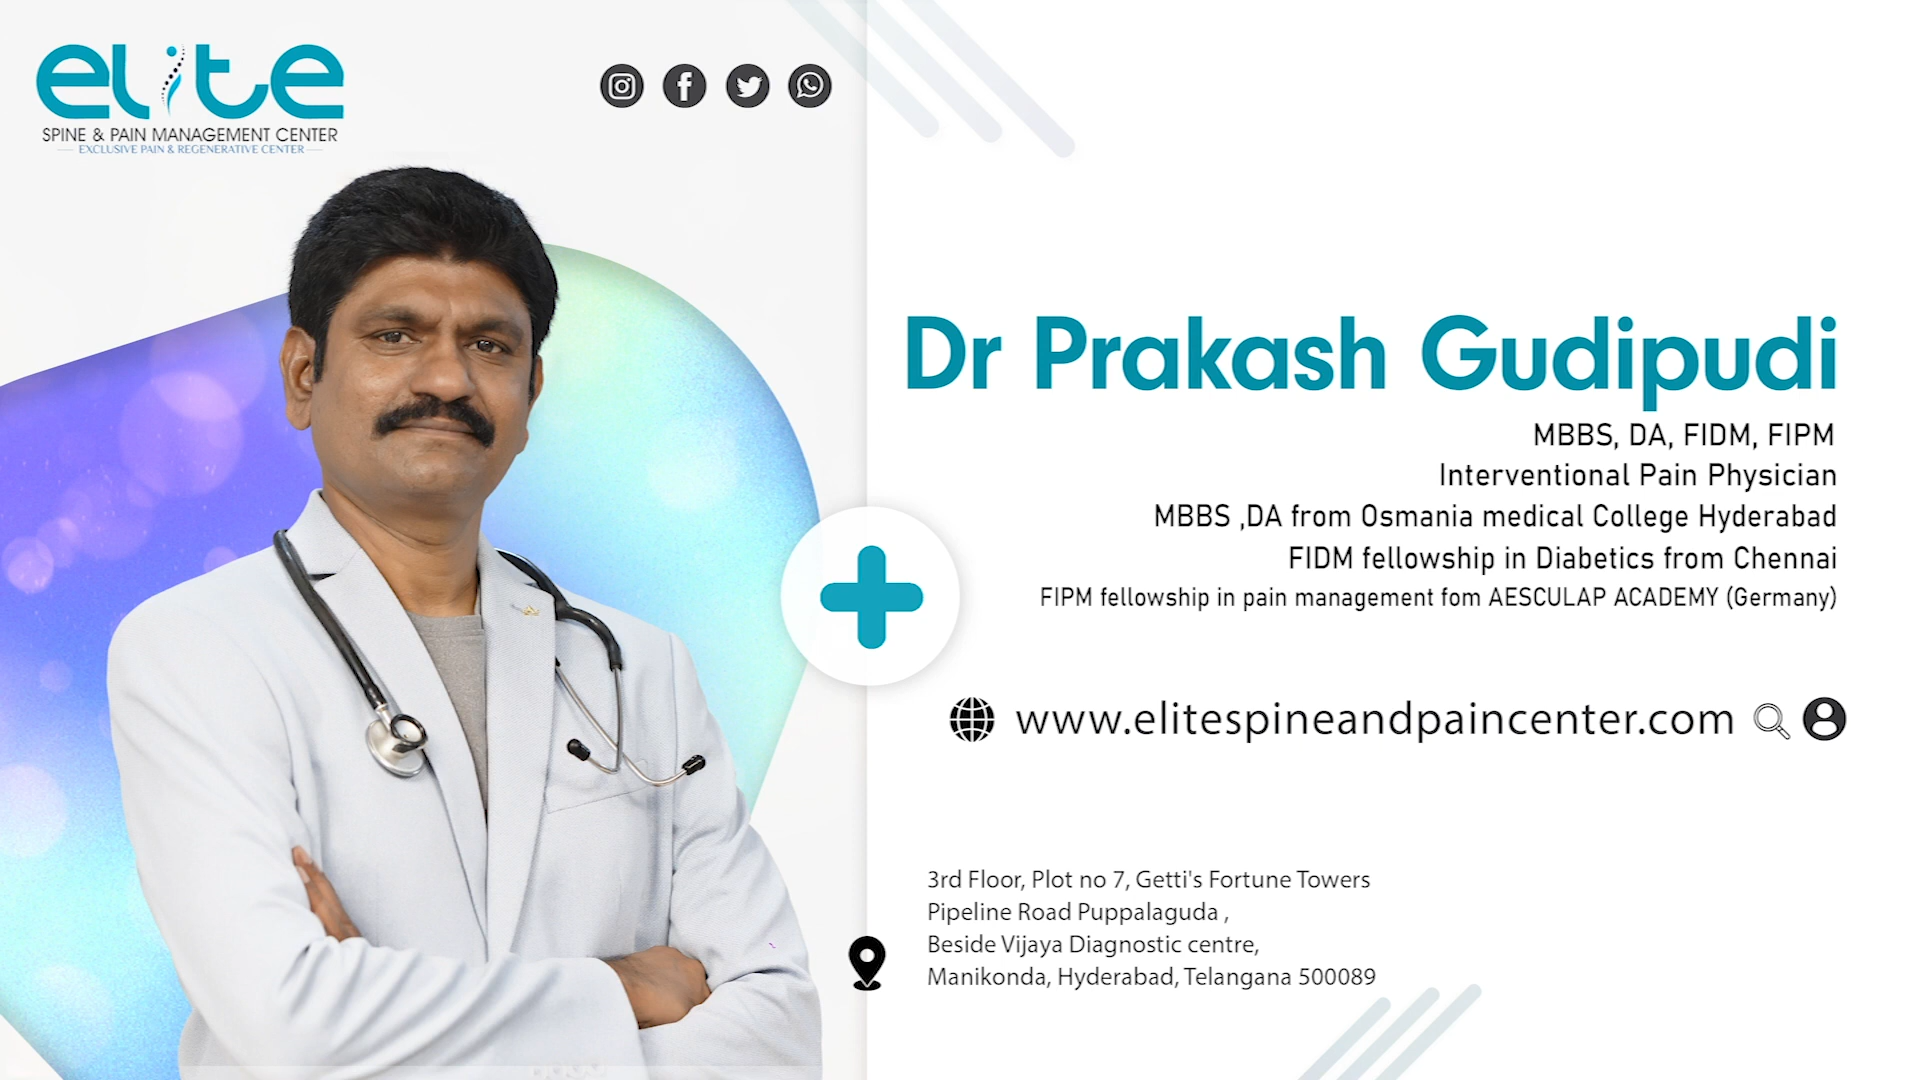 elite
SPINE & PAIN MANAGEMENT CENTER
EXCLUSIVE PAIN & REGENERATIVE CENTER
Dr Prakash Gudipudi
MBBS, DA, FIDM, FIPM
Interventional Pain Physician
MBBS ,DA from Osmania medical College Hyderabad
FIDM fellowship in Diabetics from Chennai
FIPM fellowship in pain management fom AESCULAP ACADEMY (Germany)
www.elitespineandpaincenter.com
3rd Floor, Plot no 7, Getti's Fortune Towers
Pipeline Road Puppalaguda ,
Beside Vijaya Diagnostic centre,
Manikonda, Hyderabad, Telangana 500089